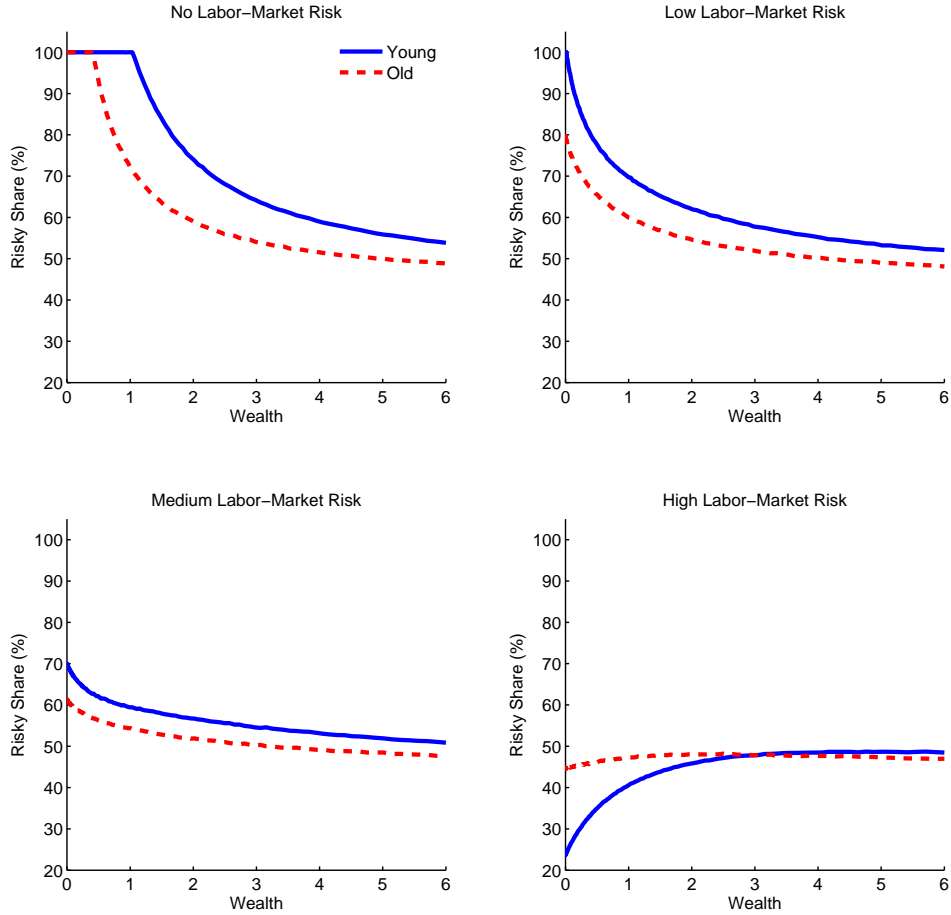 No Labor−Market Risk
100
90
80
70
60
50
40
30
20
Risky Share (%)
0 1 2 3 4 5 6
Wealth
Young
Old
Low Labor−Market Risk
100
90
80
70
60
50
40
30
20
Risky Share (%)
0 1 2 3 4 5 6
Wealth
Medium Labor−Market Risk
100
90
80
70
60
50
40
30
20
Risky Share (%)
0 1 2 3 4 5 6
Wealth
High Labor−Market Risk
100
90
80
70
60
50
40
30
20
Risky Share (%)
0 1 2 3 4 5 6
Wealth